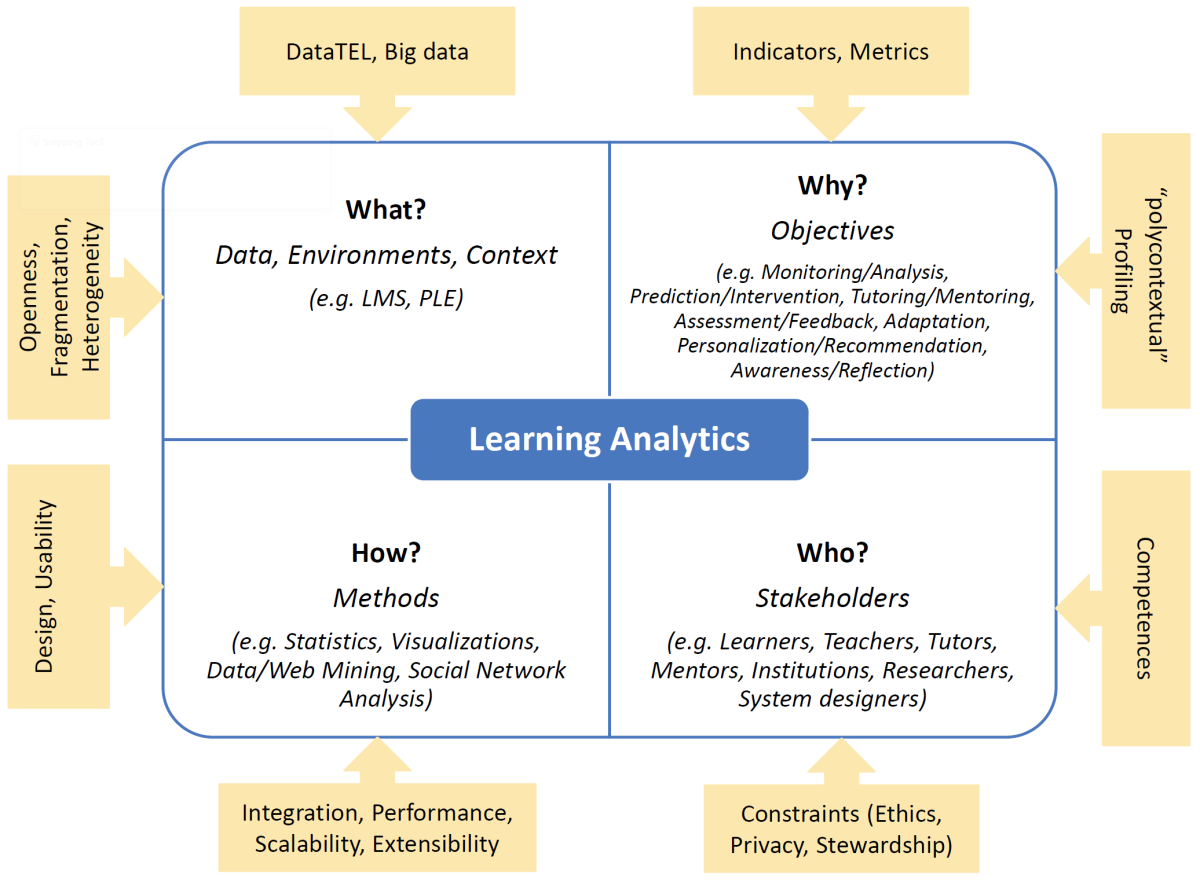 DataTEL, Big data
Indicators, Metrics
Openness,
Fragmentation,
Heterogeneity
What?
Data, Environments, Context
(e.g. LMS, PLE)
Why?
Objectives
(e.g. Monitoring/Analysis,
Prediction/Intervention, Tutoring/Mentoring,
Assessment/Feedback, Adaptation,
Personalization/Recommendation,
Awareness/Reflection)
“polycontextual”
Profiling
Learning Analytics
Design, Usability
How?
Methods
(e.g. Statistics, Visualizations,
Data/Web Mining, Social Network
Analysis)
Who?
Stakeholders
(e.g. Learners, Teachers, Tutors,
Mentors, Institutions, Researchers,
System designers)
Competences
Integration, Performance,
Scalability, Extensibility
Constraints (Ethics,
Privacy, Stewardship)